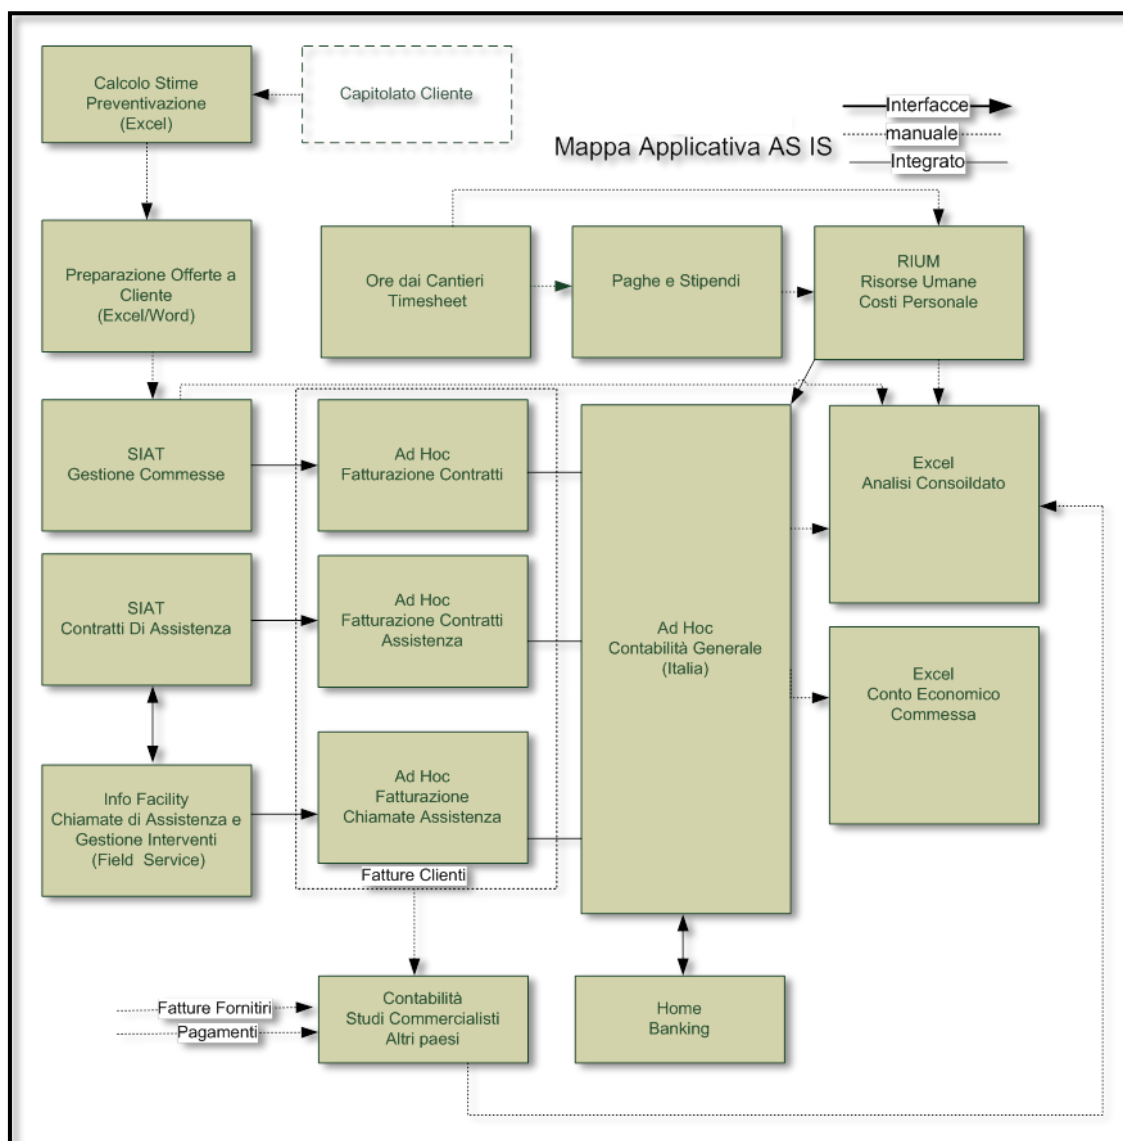 Calcolo Stime
Preventivazione
(Excel)
Capitolato Cliente
Interfacce
manuale
Integrato
Mappa Applicativa AS IS
Preparazione Offerte a
Cliente
(Excel/Word)
Ore dai Cantieri
Timesheet
Paghe e Stipendi
RIUM
Risorse Umane
Costi Personale
SIAT
Gestione Commesse
Ad Hoc
Fatturazione Contratti
Excel
Analisi Consoildato
SIAT
Contratti Di Assistenza
Ad Hoc
Fatturazione Contratti
Assistenza
Ad Hoc
Contabilità Generale
(Italia)
Excel
Conto Economico
Commessa
Info Facility
Chiamate di Assistenza e
Gestione Interventi
(Field Service)
Ad Hoc
Fatturazione
Chiamate Assistenza
Fatture Clienti
Fatture Fornitiri
Pagamenti
Contabilità
Studi Commercialisti
Altri paesi
Home
Banking